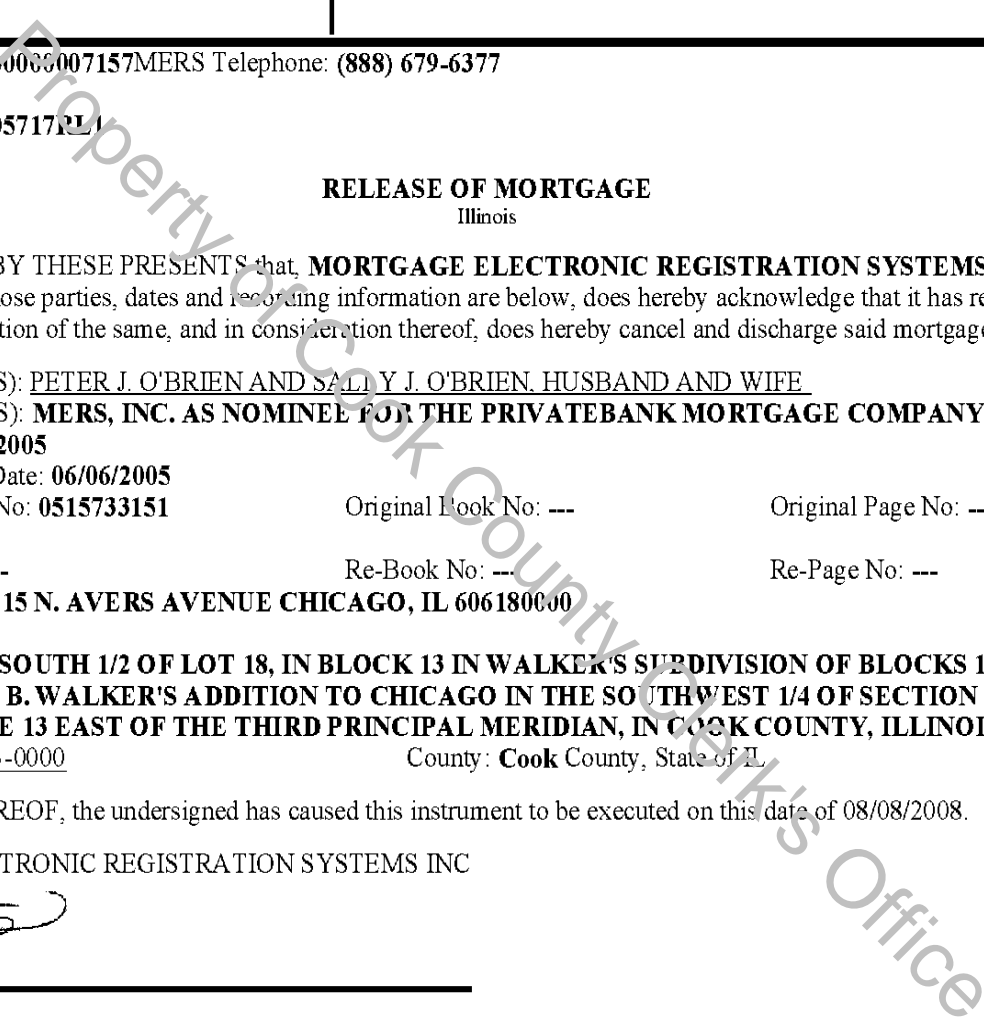 00000007157MERS Telephone: (888) 679-6377
05717RL1
RELEASE OF MORTGAGE
Illinois
BY THESE PRESENTS that, MORTGAGE ELECTRONIC REGISTRATION SYSTEMS
ose parties, dates and recording information are below, does hereby acknowledge that it has re
tion of the same, and in consideration thereof, does hereby cancel and discharge said mortgage
S): PETER J. O'BRIEN AND SALLY J. O'BRIEN, HUSBAND AND WIFE
S): MERS, INC. AS NOMINEE FOR THE PRIVATEBANK MORTGAGE COMPANY
2005
Date: 06/06/2005
No: 0515733151 Original Book No: --- Original Page No: --
- Re-Book No: --- Re-Page No: ---
15 N. AVERS AVENUE CHICAGO, IL 606180000
SOUTH 1/2 OF LOT 18, IN BLOCK 13 IN WALKER'S SUBDIVISION OF BLOCKS 1
B. WALKER'S ADDITION TO CHICAGO IN THE SOUTHWEST 1/4 OF SECTION
E 13 EAST OF THE THIRD PRINCIPAL MERIDIAN, IN COOK COUNTY, ILLINOI
-0000 County: Cook County, State of IL
REOF, the undersigned has caused this instrument to be executed on this date of 08/08/2008.
TRONIC REGISTRATION SYSTEMS INC
Property of Cook County Clerk's Office